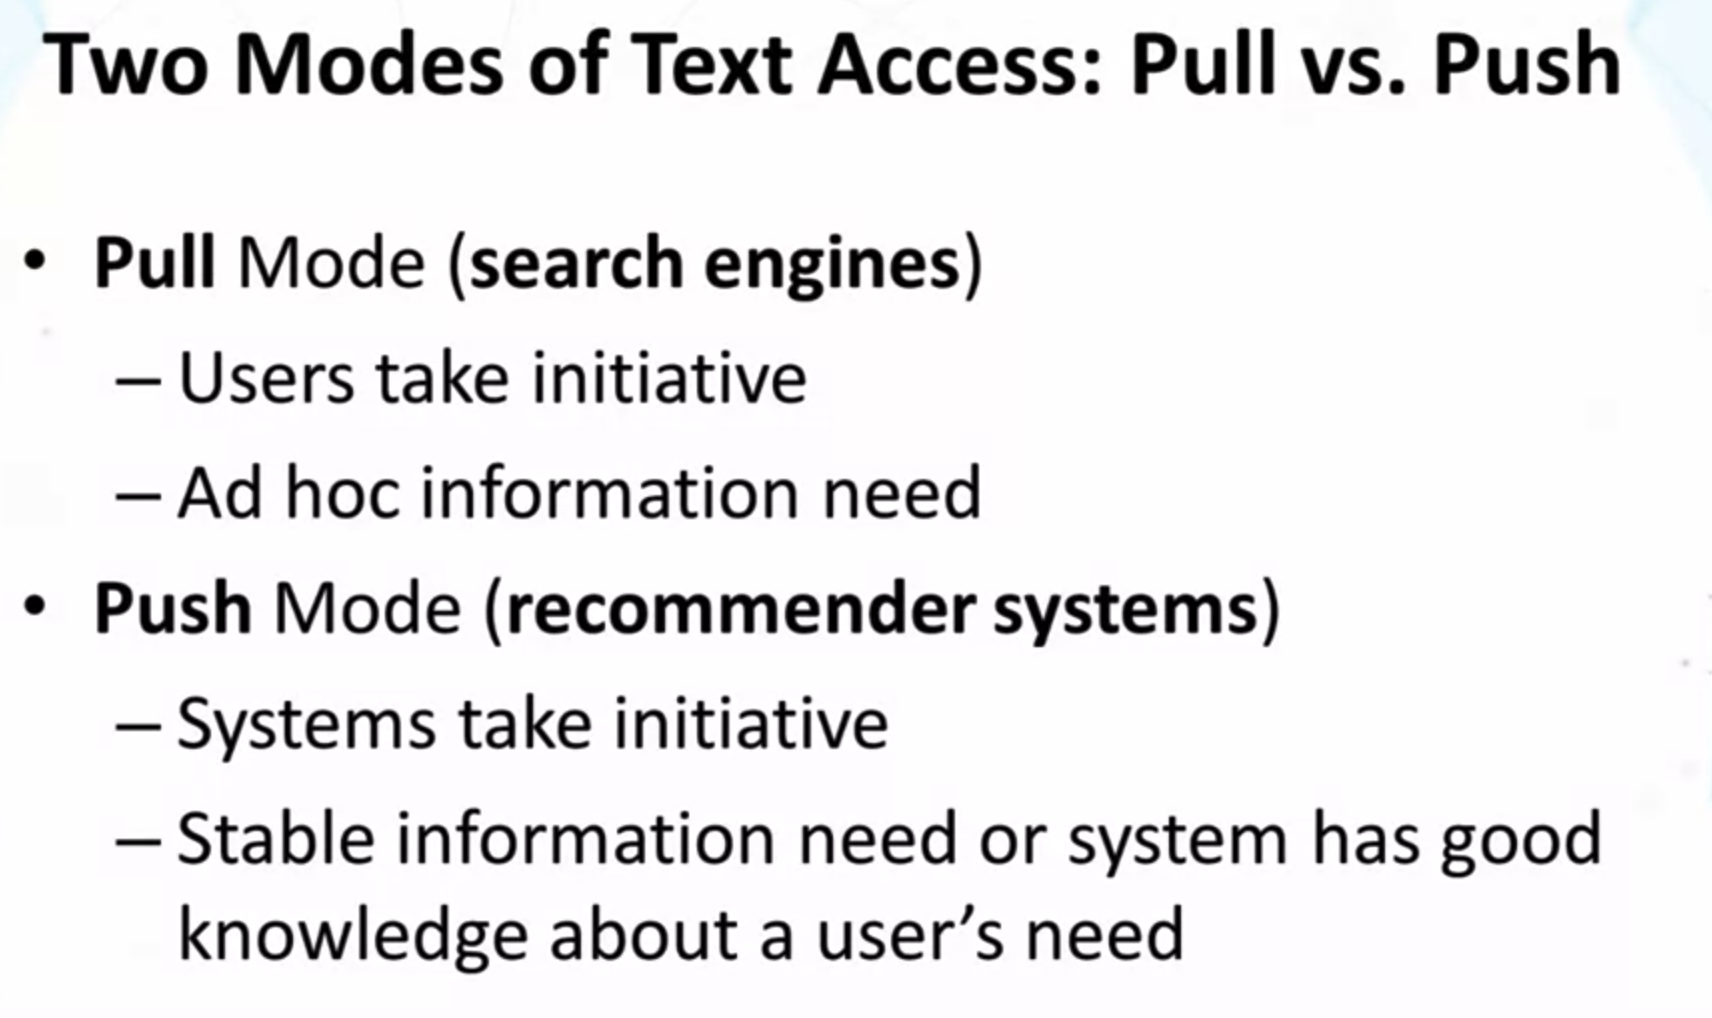 Two Modes of Text Access: Pull vs. Push
• Pull Mode (search engines)
– Users take initiative
– Ad hoc information need
• Push Mode (recommender systems)
– Systems take initiative
– Stable information need or system has good
knowledge about a user’s need